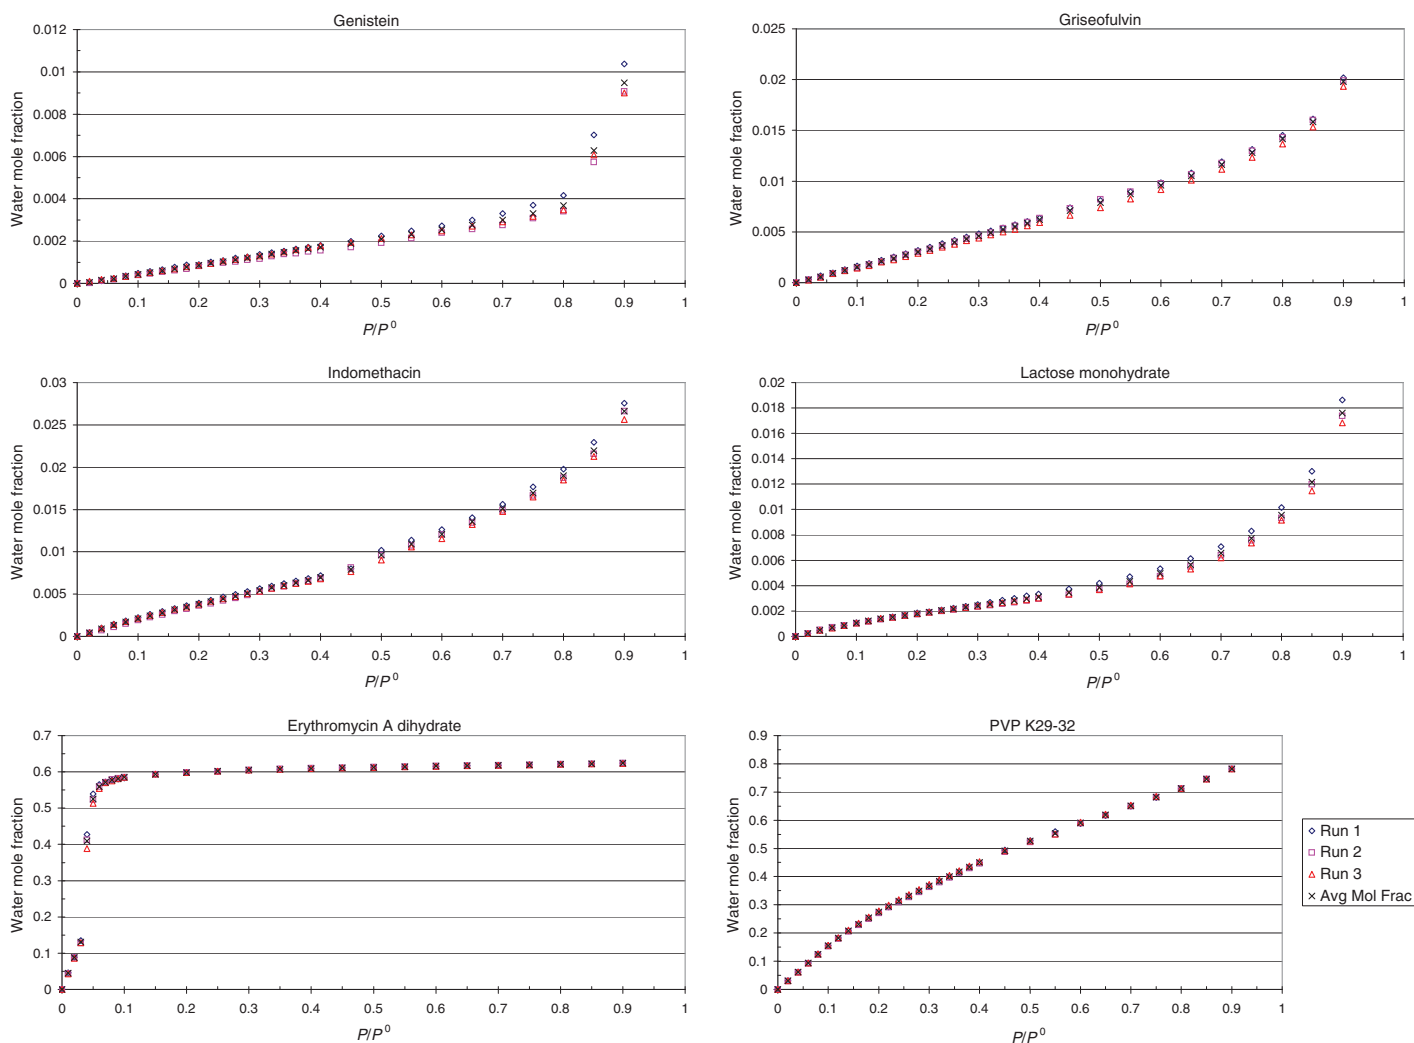 Genistein
Water mole fraction
0.012
0.01
0.008
0.006
0.004
0.002
0
0 0.1 0.2 0.3 0.4 0.5 0.6 0.7 0.8 0.9 1
P/P⁰
Griseofulvin
Water mole fraction
0.025
0.02
0.015
0.01
0.005
0
0 0.1 0.2 0.3 0.4 0.5 0.6 0.7 0.8 0.9 1
P/P⁰
Indomethacin
Water mole fraction
0.03
0.025
0.02
0.015
0.01
0.005
0
0 0.1 0.2 0.3 0.4 0.5 0.6 0.7 0.8 0.9 1
P/P⁰
Lactose monohydrate
Water mole fraction
0.02
0.018
0.016
0.014
0.012
0.01
0.008
0.006
0.004
0.002
0
0 0.1 0.2 0.3 0.4 0.5 0.6 0.7 0.8 0.9 1
P/P⁰
Erythromycin A dihydrate
Water mole fraction
0.7
0.6
0.5
0.4
0.3
0.2
0.1
0
0 0.1 0.2 0.3 0.4 0.5 0.6 0.7 0.8 0.9 1
P/P⁰
PVP K29-32
Water mole fraction
0.9
0.8
0.7
0.6
0.5
0.4
0.3
0.2
0.1
0
0 0.1 0.2 0.3 0.4 0.5 0.6 0.7 0.8 0.9 1
P/P⁰
Run 1
Run 2
Run 3
Avg Mol Frac